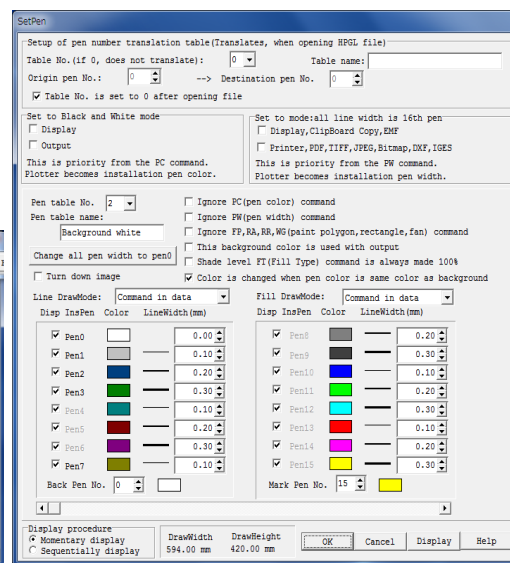 SetPen
Setup of pen number translation table(Translates, when opening HPGL file)
Table No.(if 0, does not translate): 0 Table name:
Origin pen No.: 0 --> Destination pen No. 0
Table No. is set to 0 after opening file
Set to Black and White mode
Display
Output
This is priority from the PC command.
Plotter becomes installation pen color.
Set to mode:all line width is 16th pen
Display,ClipBoard Copy,EMF
Printer,PDF,TIFF,JPEG,Bitmap,DXF,IGES
This is priority from the PW command.
Plotter becomes installation pen width.
Pen table No. 2
Pen table name:
Background white
Change all pen width to pen0
Turn down image
Ignore PC(pen color) command
Ignore PW(pen width) command
Ignore FP,RA,RR,WG(paint polygon,rectangle,fan) command
This background color is used with output
Shade level FT(Fill Type) command is always made 100%
Color is changed when pen color is same color as background
Line DrawMode: Command in data
Disp InsPen Color LineWidth(mm)
Pen0 0.00
Pen1 0.10
Pen2 0.20
Pen3 0.30
Pen4 0.10
Pen5 0.20
Pen6 0.30
Pen7 0.10
Back Pen No. 0
Fill DrawMode: Command in data
Disp InsPen Color LineWidth(mm)
Pen8 0.20
Pen9 0.30
Pen10 0.10
Pen11 0.20
Pen12 0.30
Pen13 0.10
Pen14 0.20
Pen15 0.30
Mark Pen No. 15
Display procedure
Momentary display
Sequentially display
DrawWidth DrawHeight
594.00 mm 420.00 mm
OK Cancel Display Help